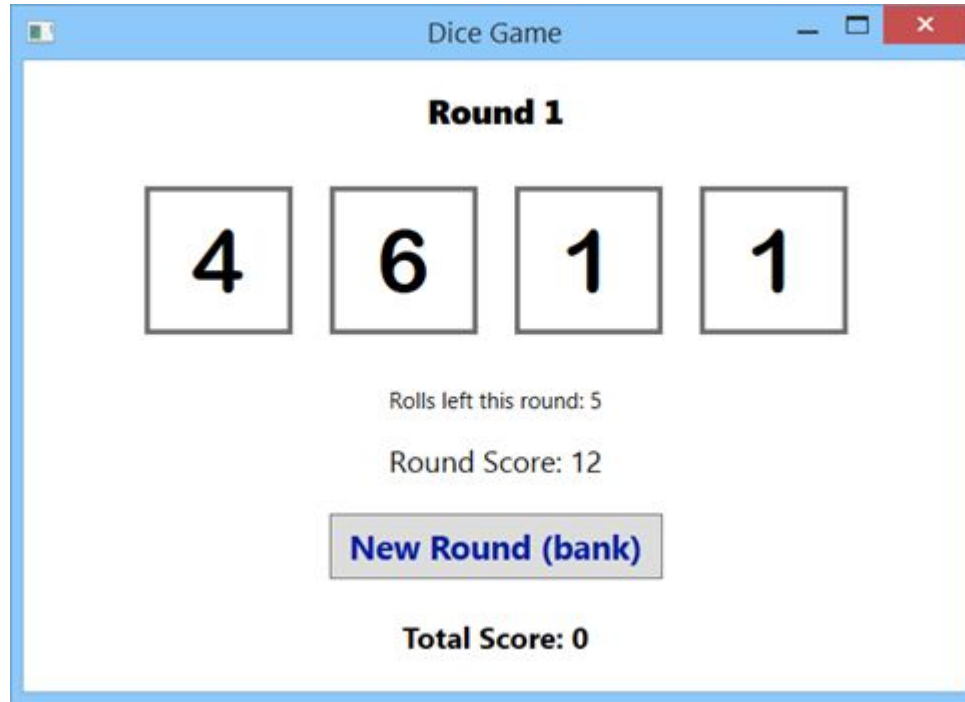 Dice Game
Round 1
4 6 1 1
Rolls left this round: 5
Round Score: 12
New Round (bank)
Total Score: 0